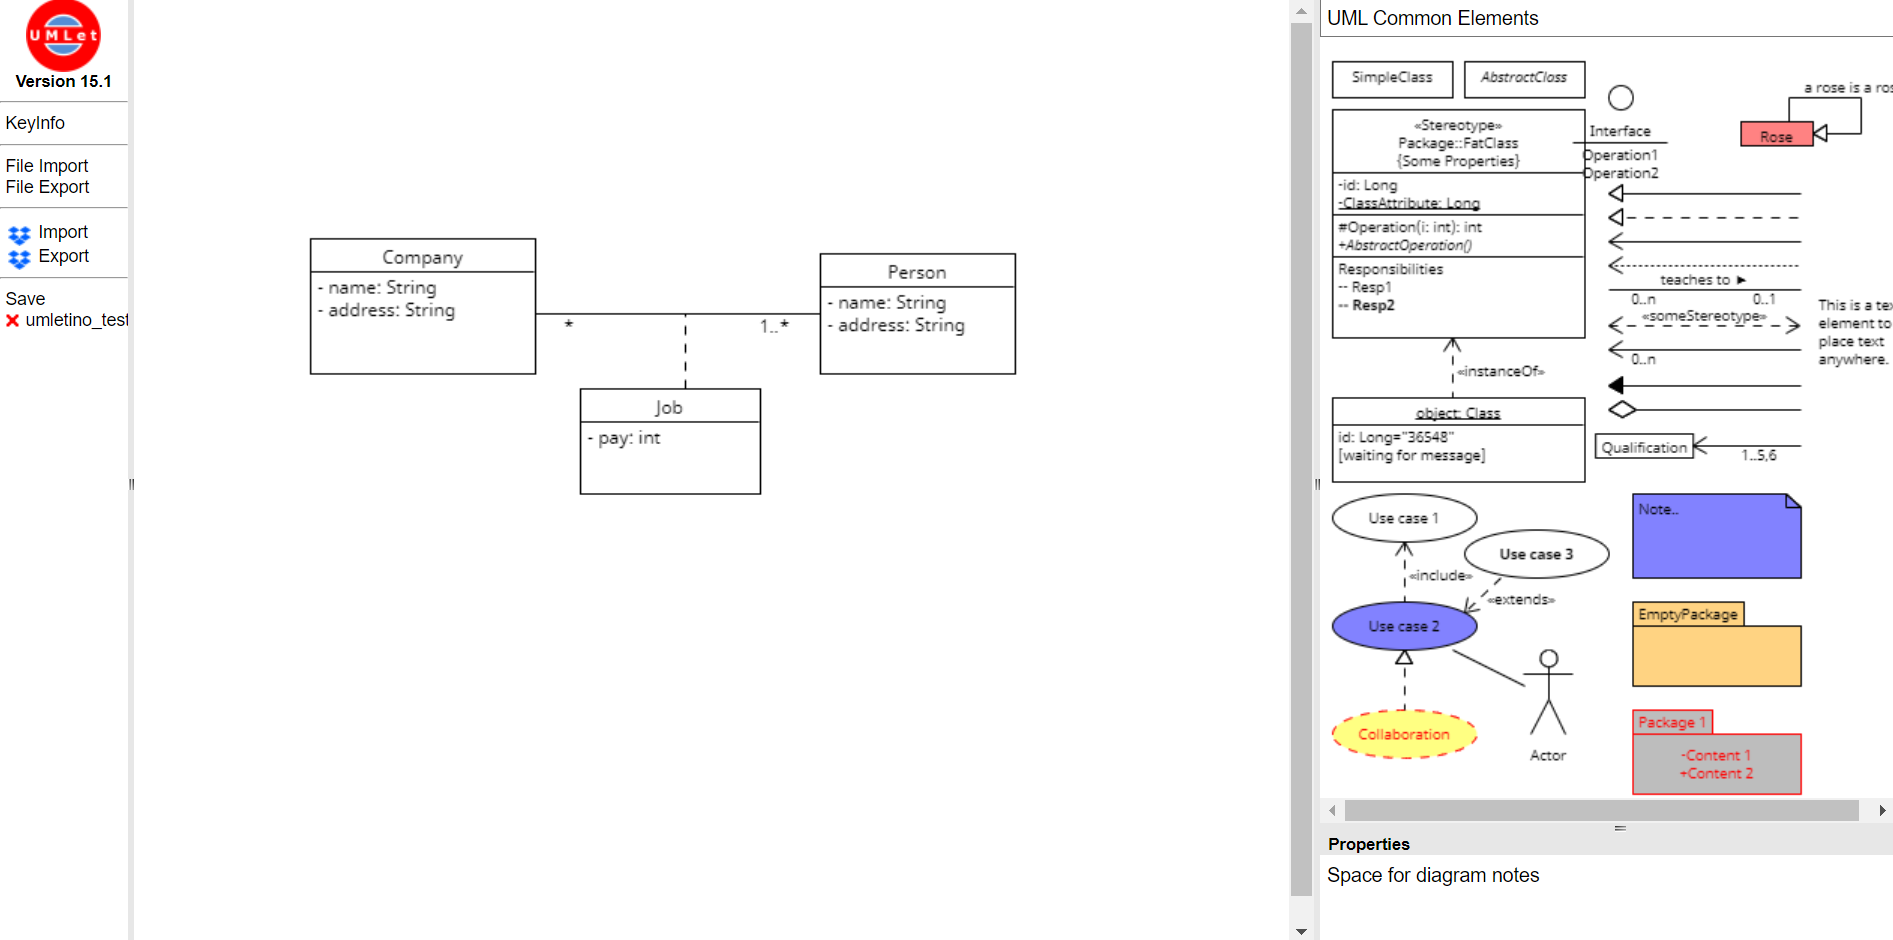 UMLet
Version 15.1
KeyInfo
File Import
File Export
Import
Export
Save
umletino_test
Company
- name: String
- address: String
*
1..*
Person
- name: String
- address: String
Job
- pay: int
UML Common Elements
SimpleClass
AbstractClass
«Stereotype»
Package::FatClass
{Some Properties}
-id: Long
-ClassAttribute: Long
#Operation(i: int): int
+AbstractOperation()
Responsibilities
-- Resp1
-- Resp2
Interface
Operation1
Operation2
a rose is a ros
Rose
teaches to ►
0..n
0..1
«someStereotype»
0..n
This is a tex
element to
place text
anywhere.
«instanceOf»
object: Class
id: Long="36548"
[waiting for message]
Qualification
1..5,6
Use case 1
Use case 3
«include»
«extends»
Use case 2
Collaboration
Actor
Note..
EmptyPackage
Package 1
-Content 1
+Content 2
Properties
Space for diagram notes